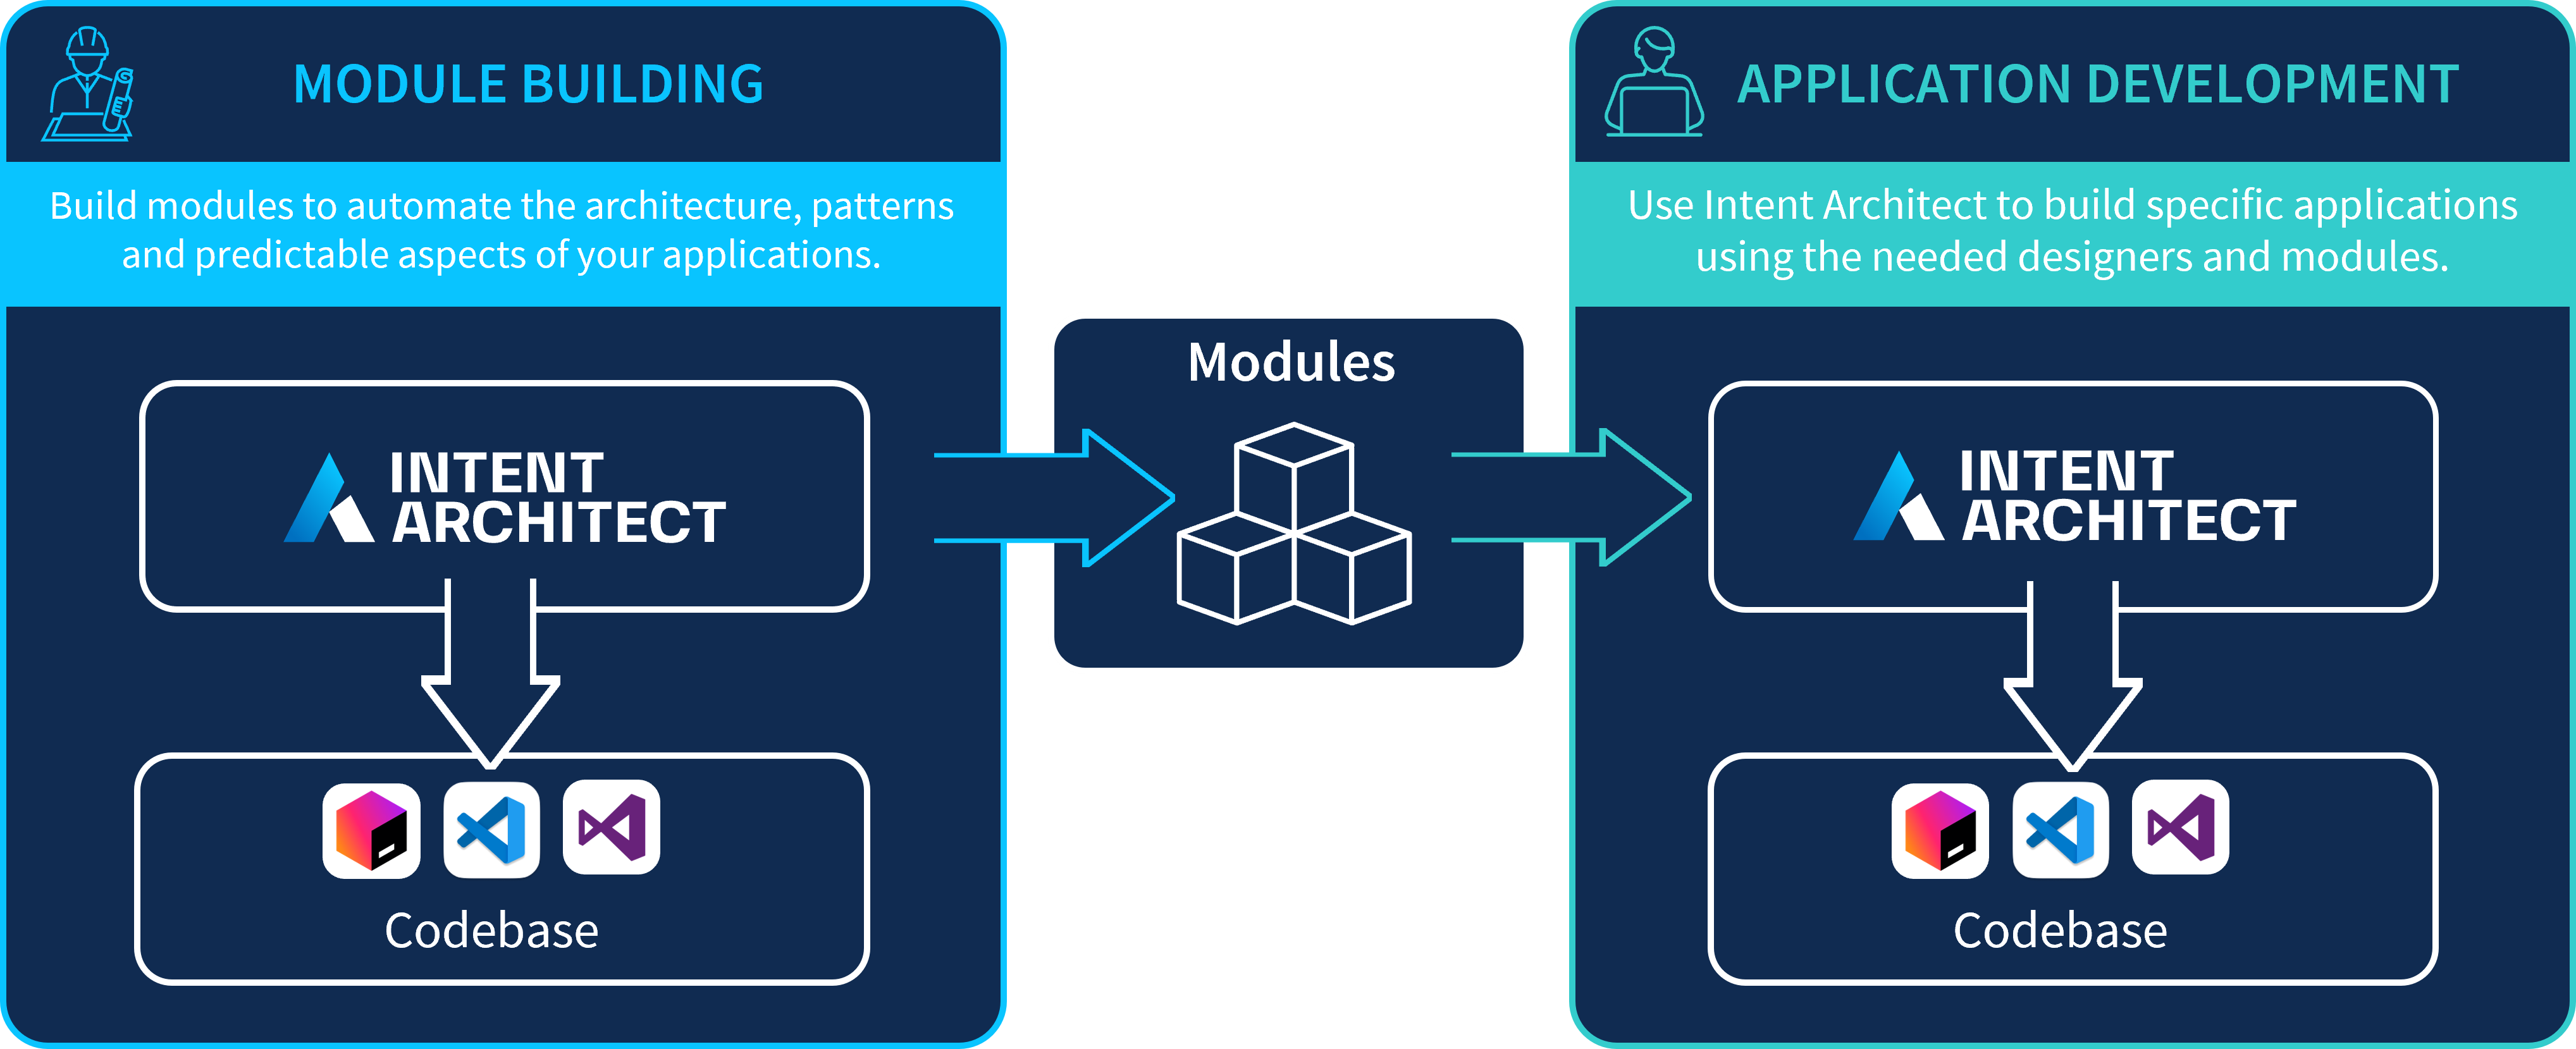 MODULE BUILDING
Build modules to automate the architecture, patterns
and predictable aspects of your applications.
INTENT
ARCHITECT
Codebase
Modules
APPLICATION DEVELOPMENT
Use Intent Architect to build specific applications
using the needed designers and modules.
INTENT
ARCHITECT
Codebase